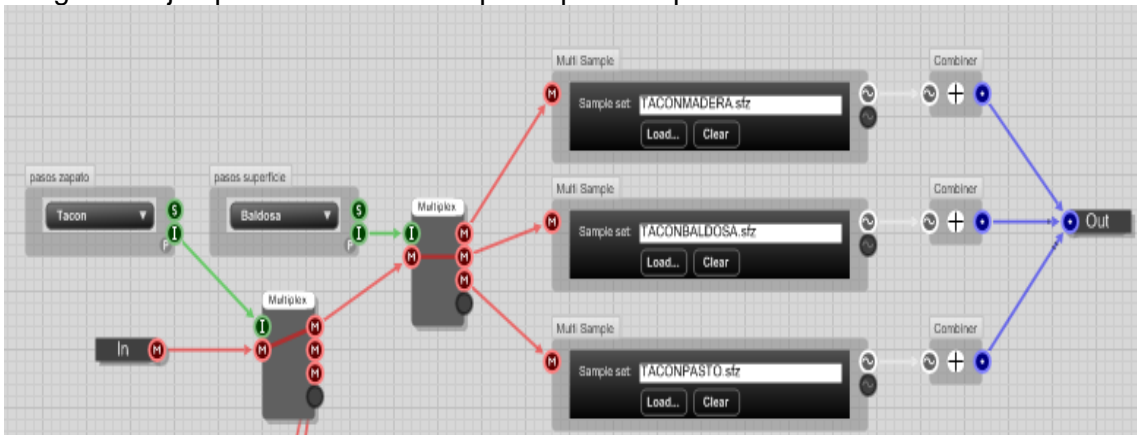 Multi Sample
Combiner
Sample set
TACONMADERA.sfz
+
Load...
Clear
pasos zapato
pasos superficie
Tacon
S
I
P
Baldosa
S
I
P
Multiplex
I
M
M
M
M
Multi Sample
Combiner
M
Sample set
TACONBALDOSA.sfz
+
Out
Load...
Clear
Multiplex
I
M
M
M
M
In
M
Multi Sample
Combiner
M
Sample set
TACONPASTO.sfz
+
Load...
Clear
M